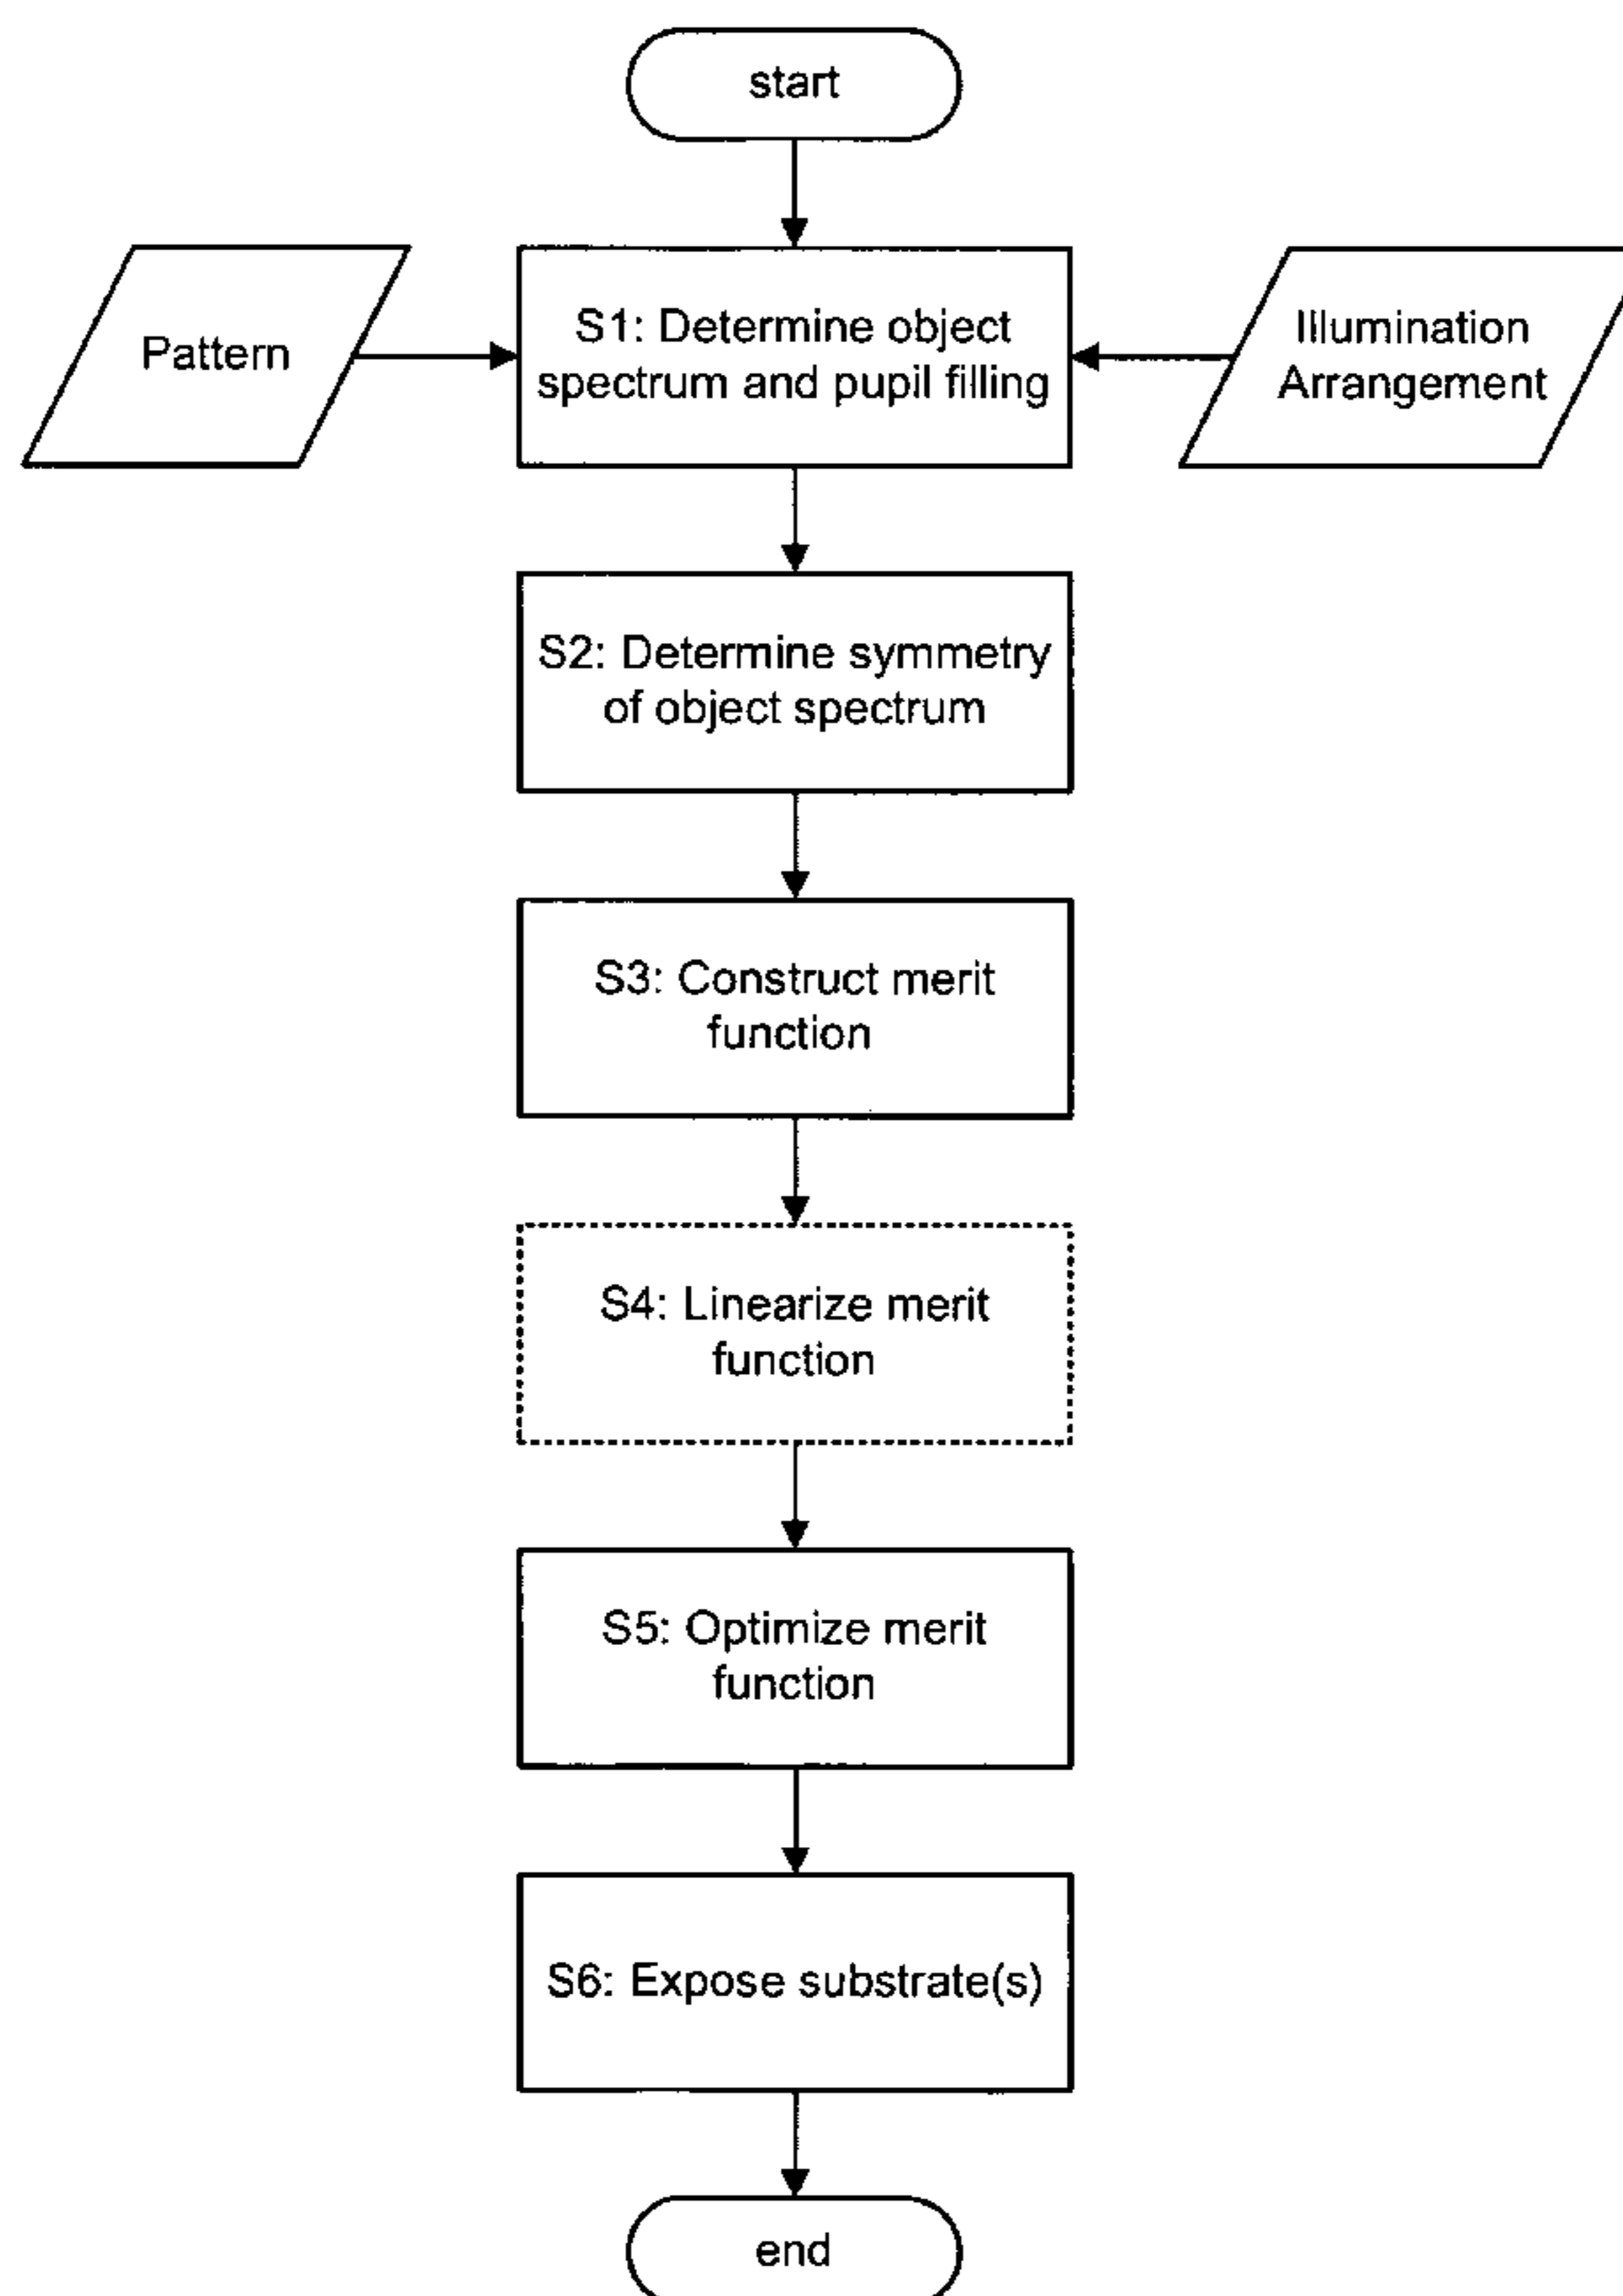 start
Pattern
S1: Determine object
spectrum and pupil filling
Illumination
Arrangement
S2: Determine symmetry
of object spectrum
S3: Construct merit
function
S4: Linearize merit
function
S5: Optimize merit
function
S6: Expose substrate(s)
end